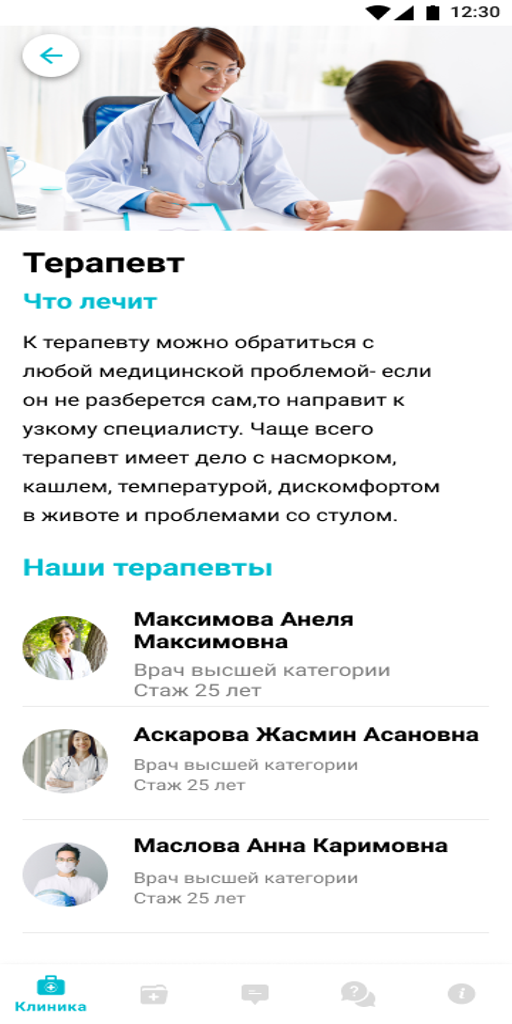 12:30
Терапевт
Что лечит
К терапевту можно обратиться с
любой медицинской проблемой- если
он не разберется сам,то направит к
узкому специалисту. Чаще всего
терапевт имеет дело с насморком,
кашлем, температурой, дискомфортом
в животе и проблемами со стулом.
Наши терапевты
Максимова Анеля
Максимовна
Врач высшей категории
Стаж 25 лет
Аскарова Жасмин Асановна
Врач высшей категории
Стаж 25 лет
Маслова Анна Каримовна
Врач высшей категории
Стаж 25 лет
Клиника